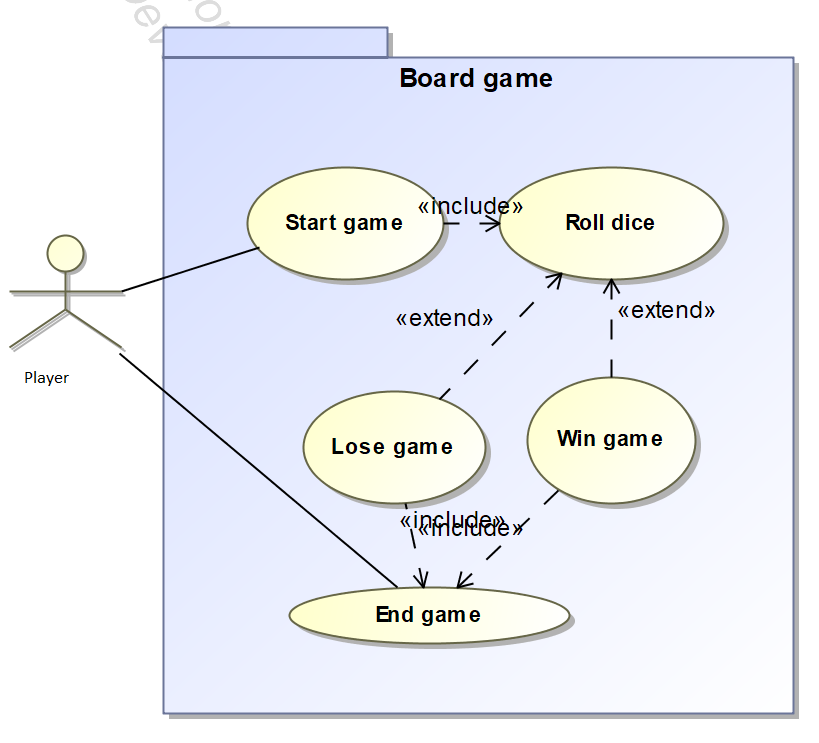 Board game
Start game
«include»
Roll dice
«extend»
«extend»
Player
Lose game
Win game
«include»
«include»
End game